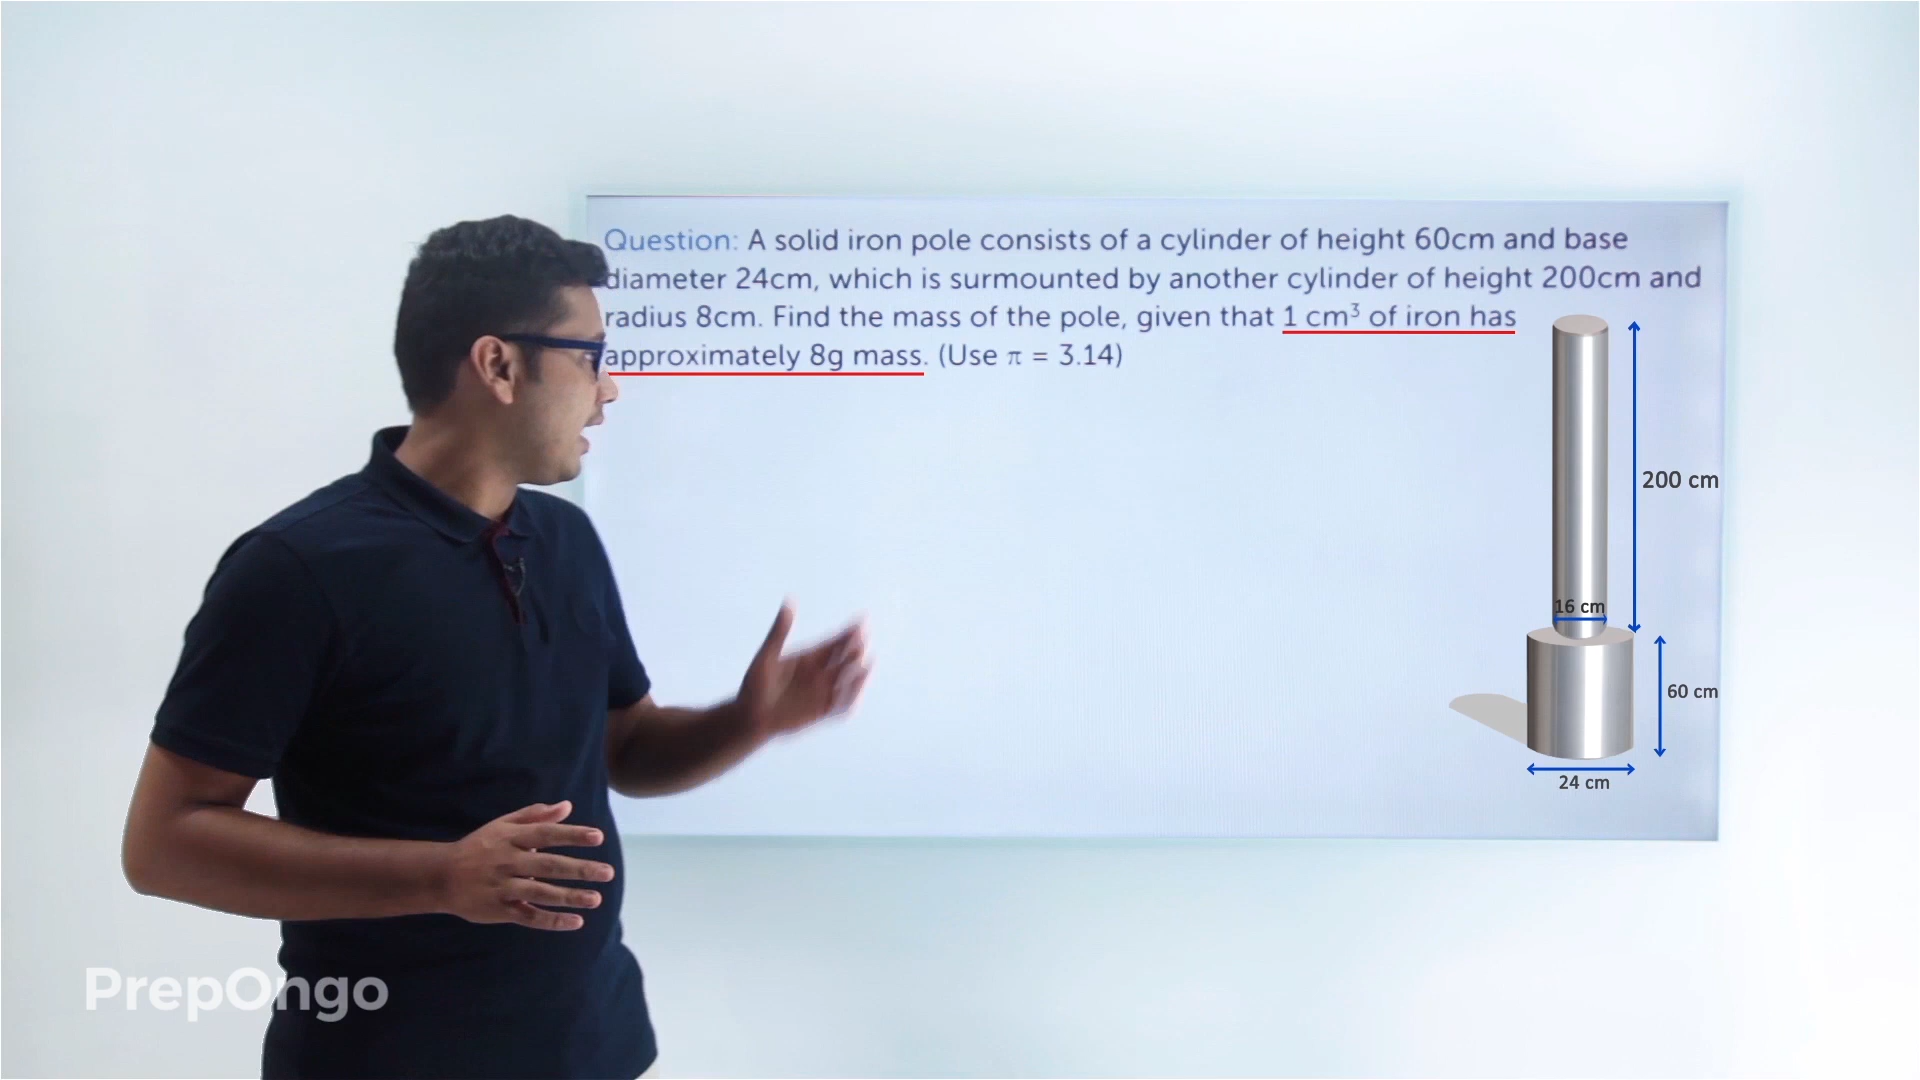 Question: A solid iron pole consists of a cylinder of height 60cm and base
diameter 24cm, which is surmounted by another cylinder of height 200cm and
radius 8cm. Find the mass of the pole, given that 1 cm³ of iron has
approximately 8g mass. (Use π = 3.14)
200 cm
16 cm
60 cm
24 cm
PrepOngo